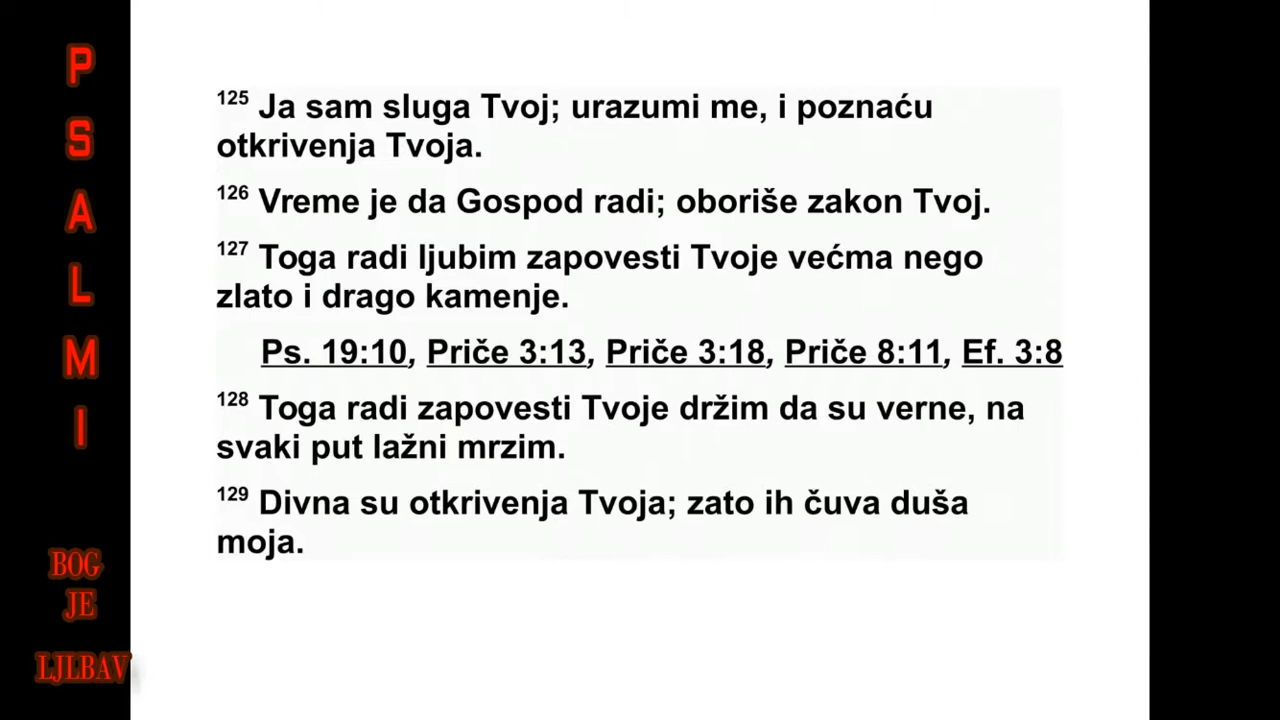 PSALMI
BOG
JE
LJLBAV
125 Ja sam sluga Tvoj; urazumi me, i poznaću
otkrivenja Tvoja.
126 Vreme je da Gospod radi; oboriše zakon Tvoj.
127 Toga radi ljubim zapovesti Tvoje većma nego
zlato i drago kamenje.
Ps. 19:10, Priče 3:13, Priče 3:18, Priče 8:11, Ef. 3:8
128 Toga radi zapovesti Tvoje držim da su verne, na
svaki put lažni mrzim.
129 Divna su otkrivenja Tvoja; zato ih čuva duša
moja.